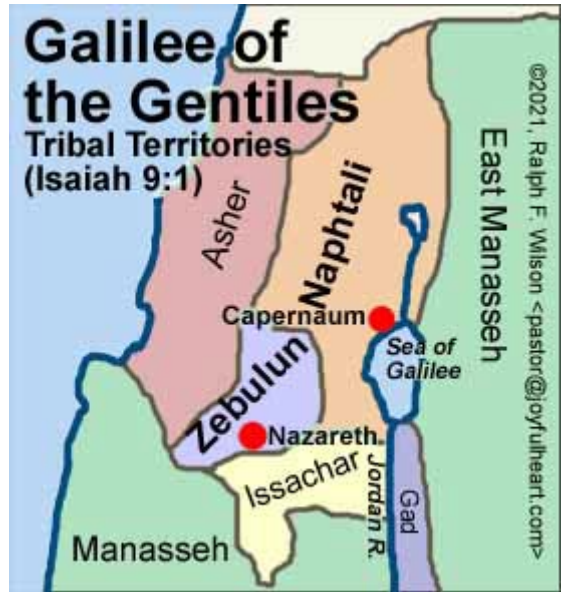 Galilee of
the Gentiles
Tribal Territories
(Isaiah 9:1)
Asher
Naphtali
East Manasseh
©2021, Ralph F. Wilson <pastor@joyfulheart.com>
Capernaum
Sea of
Galilee
Zebulun
Nazareth
Issachar
Jordan R.
Gad
Manasseh